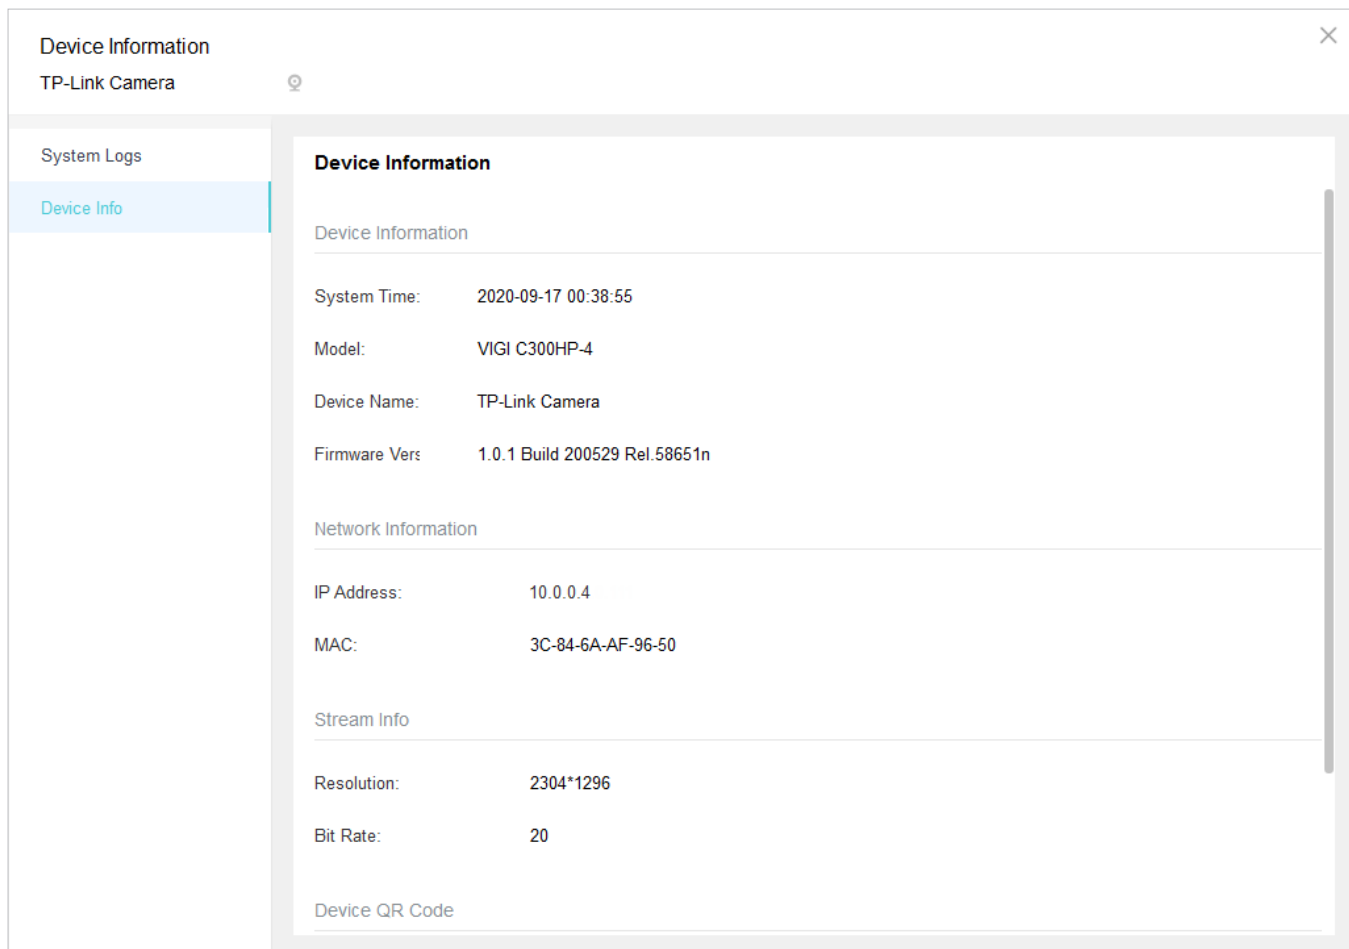 Device Information
TP-Link Camera
System Logs
Device Info
Device Information
Device Information
System Time: 2020-09-17 00:38:55
Model: VIGI C300HP-4
Device Name: TP-Link Camera
Firmware Vers 1.0.1 Build 200529 Rel.58651n
Network Information
IP Address: 10.0.0.4
MAC: 3C-84-6A-AF-96-50
Stream Info
Resolution: 2304*1296
Bit Rate: 20
Device QR Code